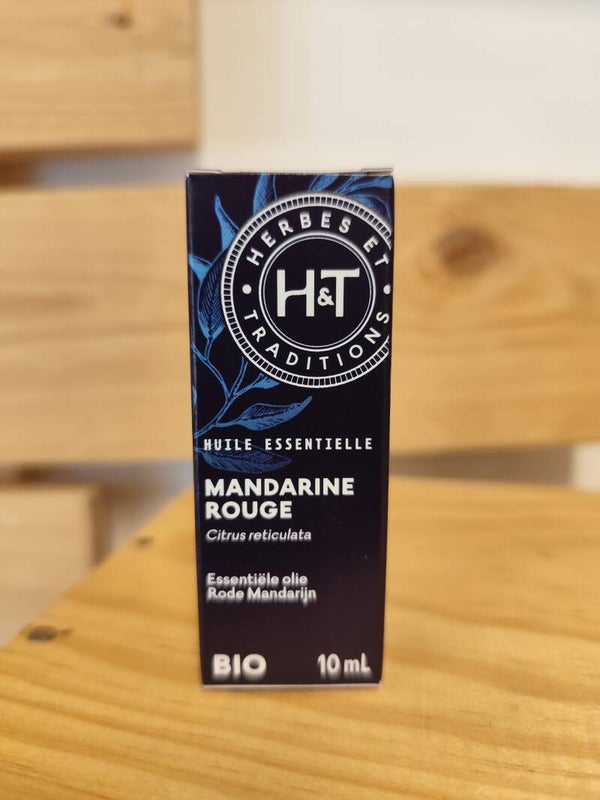 HERBES ET
H&T
TRADITIONS
HUILE ESSENTIELLE
MANDARINE
ROUGE
Citrus reticulata
Essentiële olie
Rode Mandarijn
BIO 10 mL